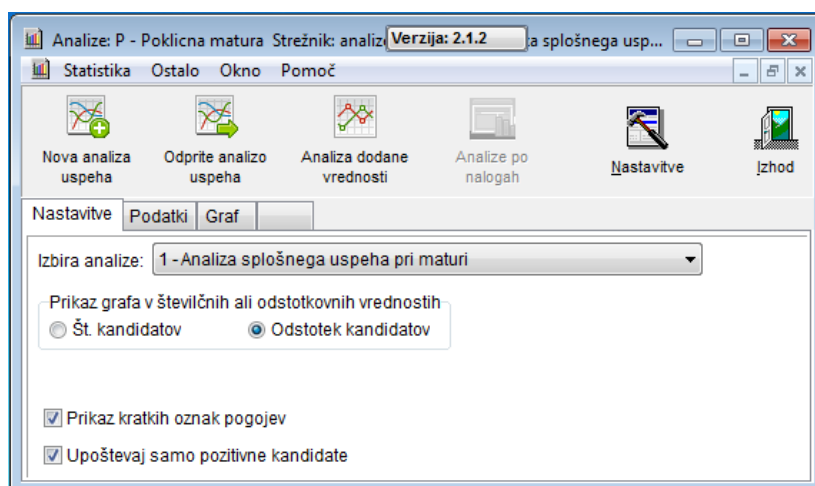 Analize: P - Poklicna matura Strežnik: analiz Verzija: 2.1.2 a splošnega usp...
Statistika Ostalo Okno Pomoč
Nova analiza uspeha
Odprite analizo uspeha
Analiza dodane vrednosti
Analize po nalogah
Nastavitve
Izhod
Nastavitve Podatki Graf
Izbira analize: 1 - Analiza splošnega uspeha pri maturi
Prikaz grafa v številčnih ali odstotkovnih vrednostih
Št. kandidatov Odstotek kandidatov
Prikaz kratkih oznak pogojev
Upoštevaj samo pozitivne kandidate